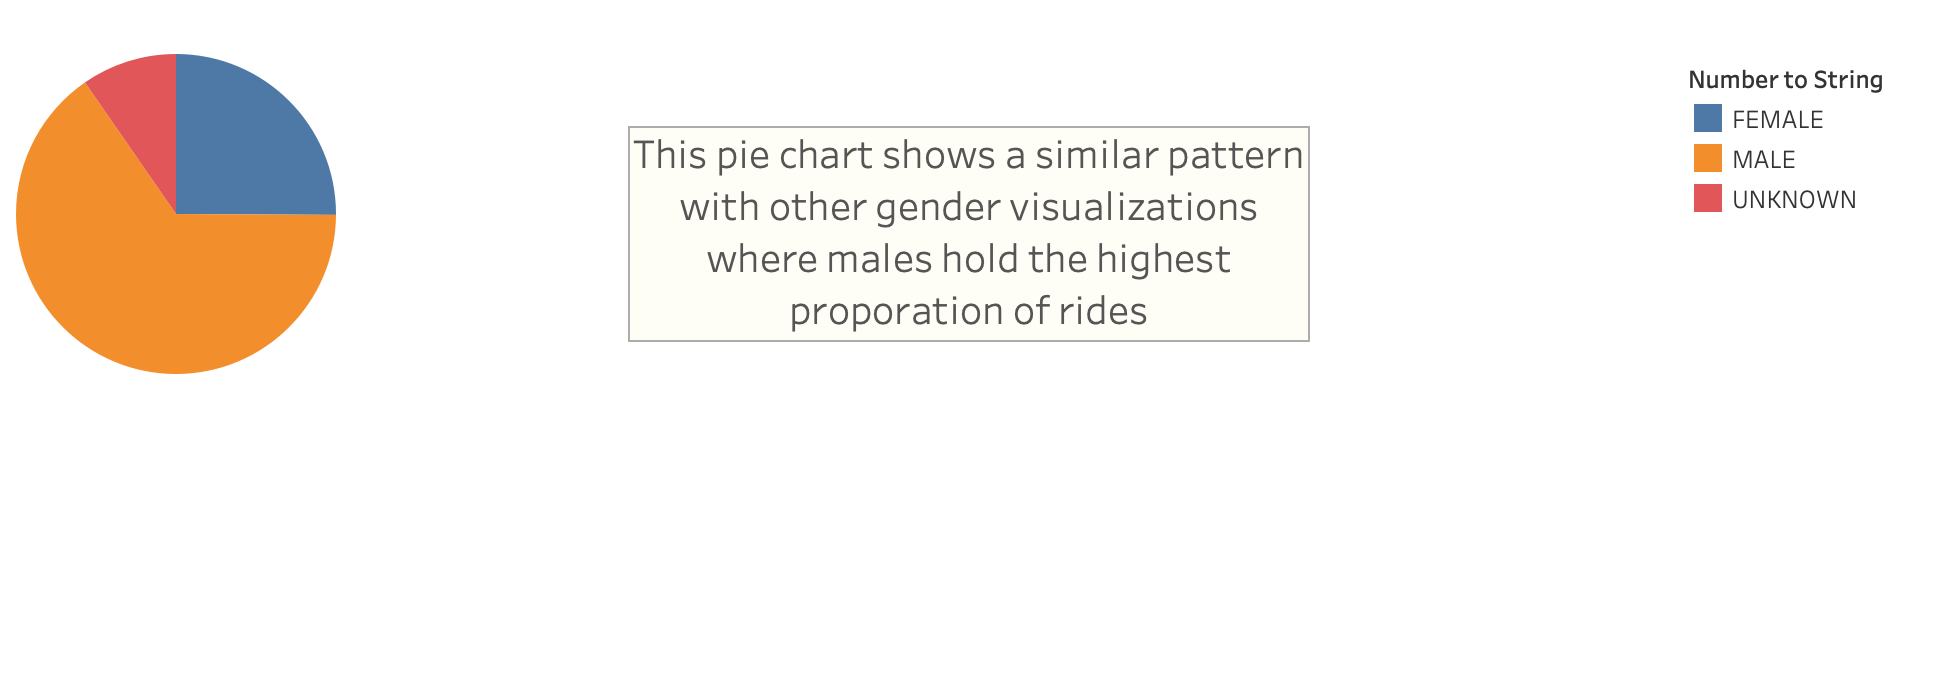 This pie chart shows a similar pattern
with other gender visualizations
where males hold the highest
proporation of rides
Number to String
FEMALE
MALE
UNKNOWN